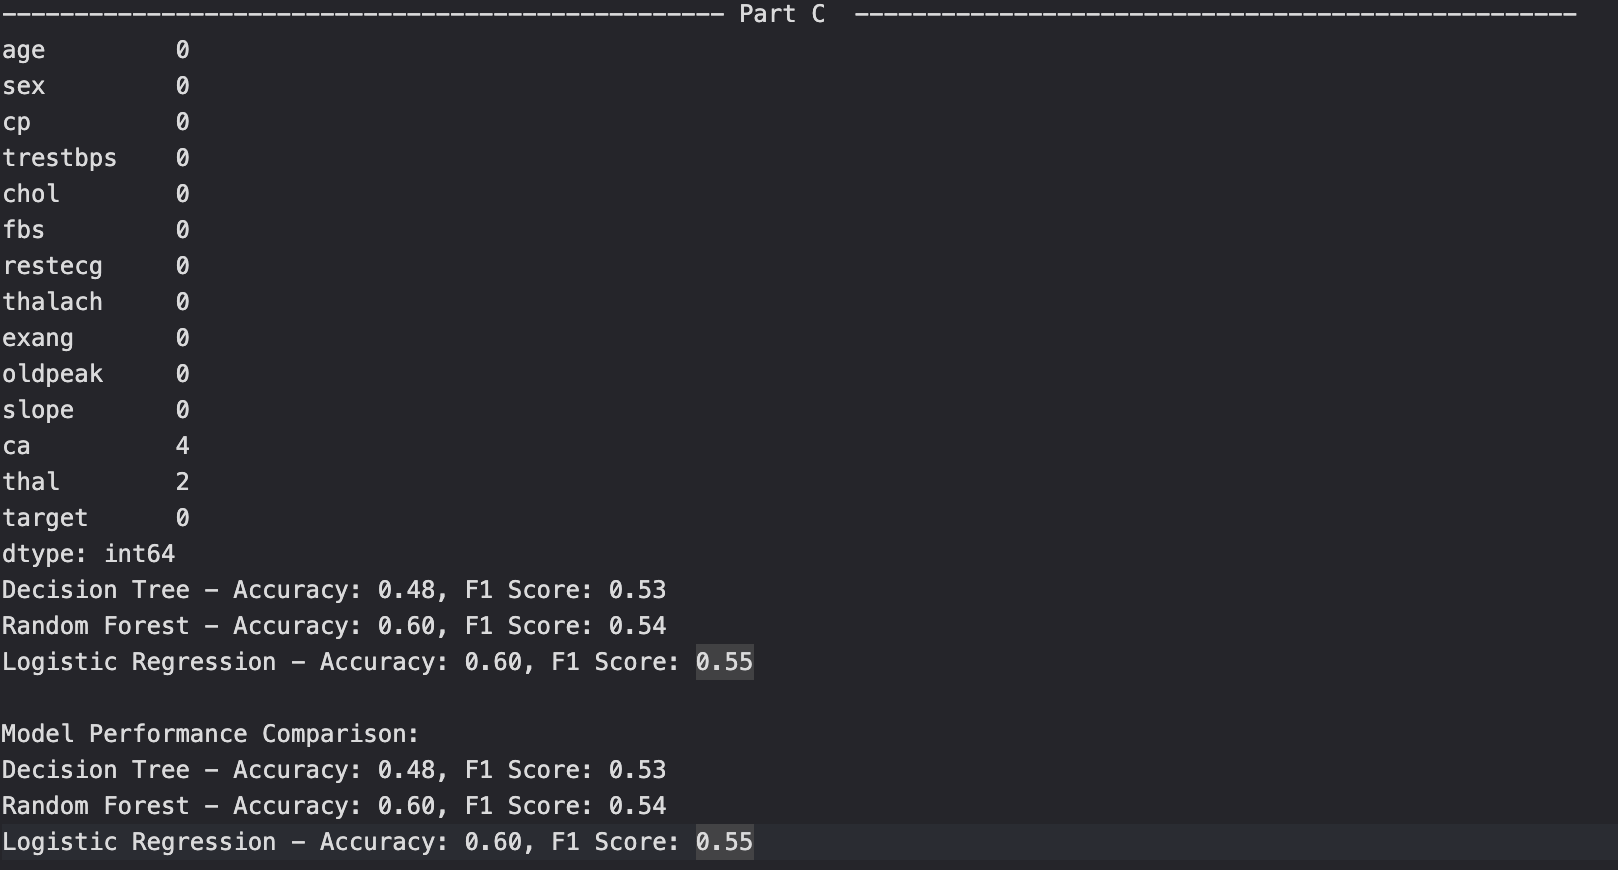 -------------------------------------------------- Part C  --------------------------------------------------
age          0
sex          0
cp           0
trestbps     0
chol         0
fbs          0
restecg      0
thalach      0
exang        0
oldpeak      0
slope        0
ca           4
thal         2
target       0
dtype: int64
Decision Tree - Accuracy: 0.48, F1 Score: 0.53
Random Forest - Accuracy: 0.60, F1 Score: 0.54
Logistic Regression - Accuracy: 0.60, F1 Score: 0.55

Model Performance Comparison:
Decision Tree - Accuracy: 0.48, F1 Score: 0.53
Random Forest - Accuracy: 0.60, F1 Score: 0.54
Logistic Regression - Accuracy: 0.60, F1 Score: 0.55